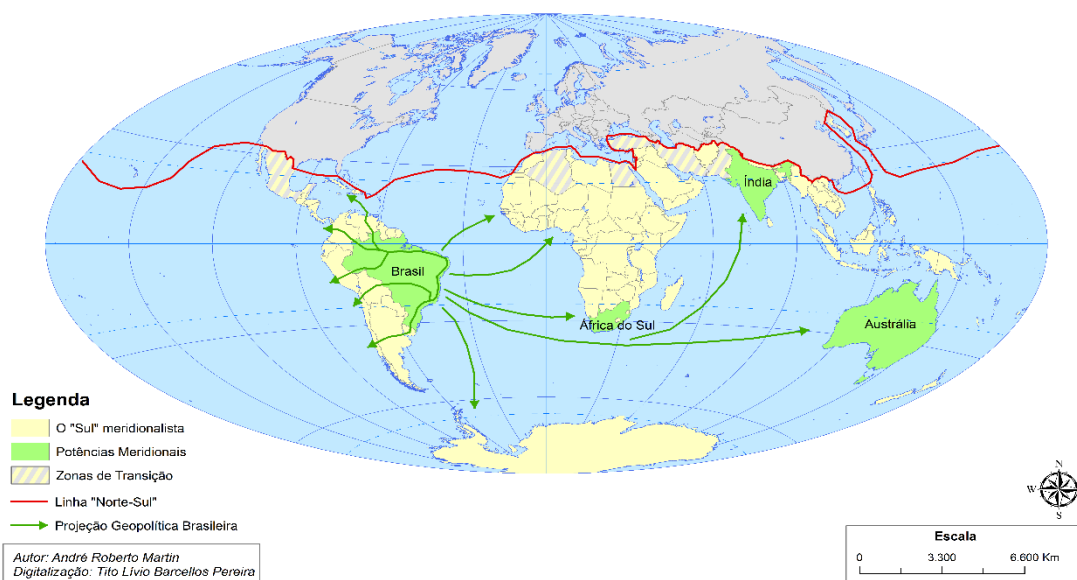 Índia
Brasil
África do Sul
Austrália
Legenda
O "Sul" meridionalista
Potências Meridionais
Zonas de Transição
Linha "Norte-Sul"
Projeção Geopolítica Brasileira
Autor: André Roberto Martin
Digitalização: Tito Lívio Barcellos Pereira
N
W E
S
Escala
0 3.300 6.600 Km